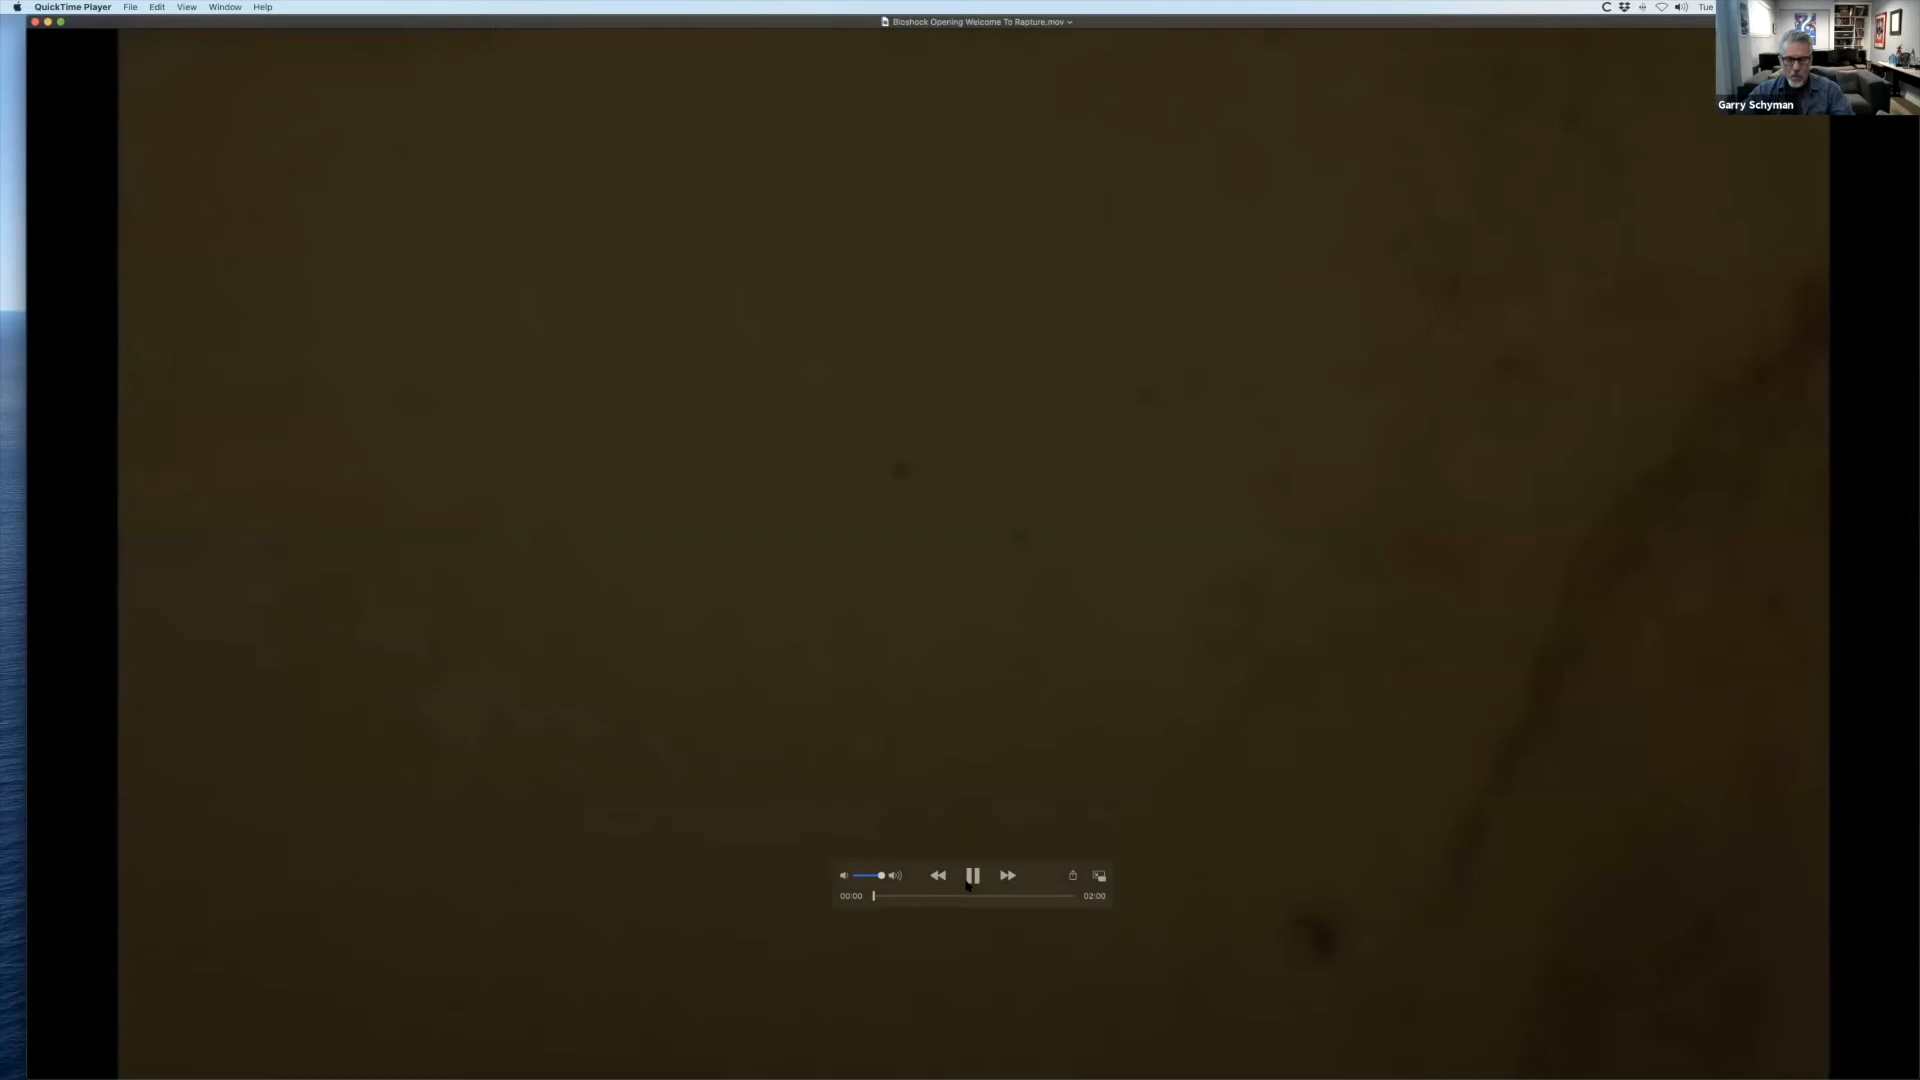 QuickTime Player File Edit View Window Help
Tue
Bioshock Opening Welcome To Rapture.mov
Garry Schyman
00:00 02:00